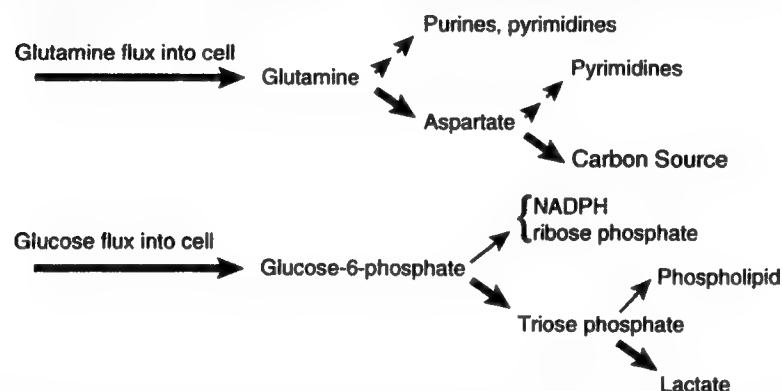 Purines, pyrimidines
Glutamine flux into cell
Glutamine
Pyrimidines
Aspartate
Carbon Source
NADPH
Glucose flux into cell
ribose phosphate
Glucose-6-phosphate
Phospholipid
Triose phosphate
Lactate